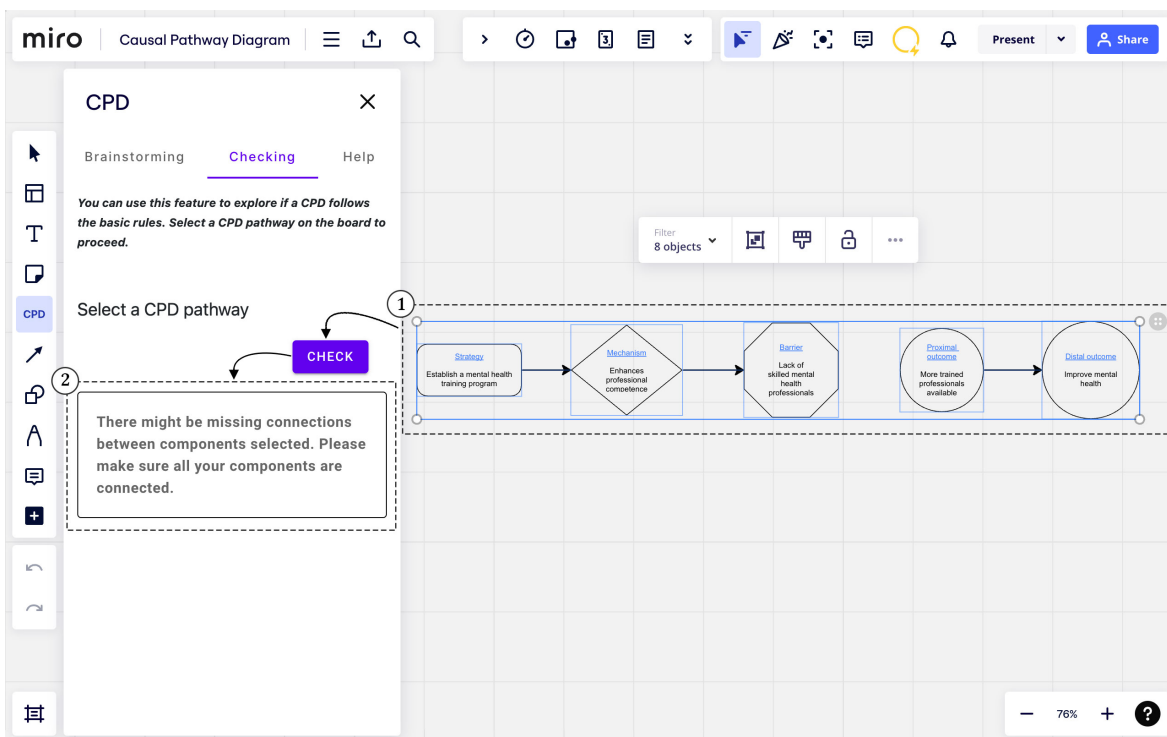 miro
Causal Pathway Diagram
3
Present
Share
CPD
Brainstorming
Checking
Help
You can use this feature to explore if a CPD follows
the basic rules. Select a CPD pathway on the board to
proceed.
Filter
8 objects
T
CPD
Select a CPD pathway
1
CHECK
2
There might be missing connections
between components selected. Please
make sure all your components are
connected.
Strategy
Establish a mental health
training program
Mechanism
Enhances
professional
competence
Barrier
Lack of
skilled mental
health
professionals
Proximal
outcome
More trained
professionals
available
Distal outcome
Improve mental
health
76%
?